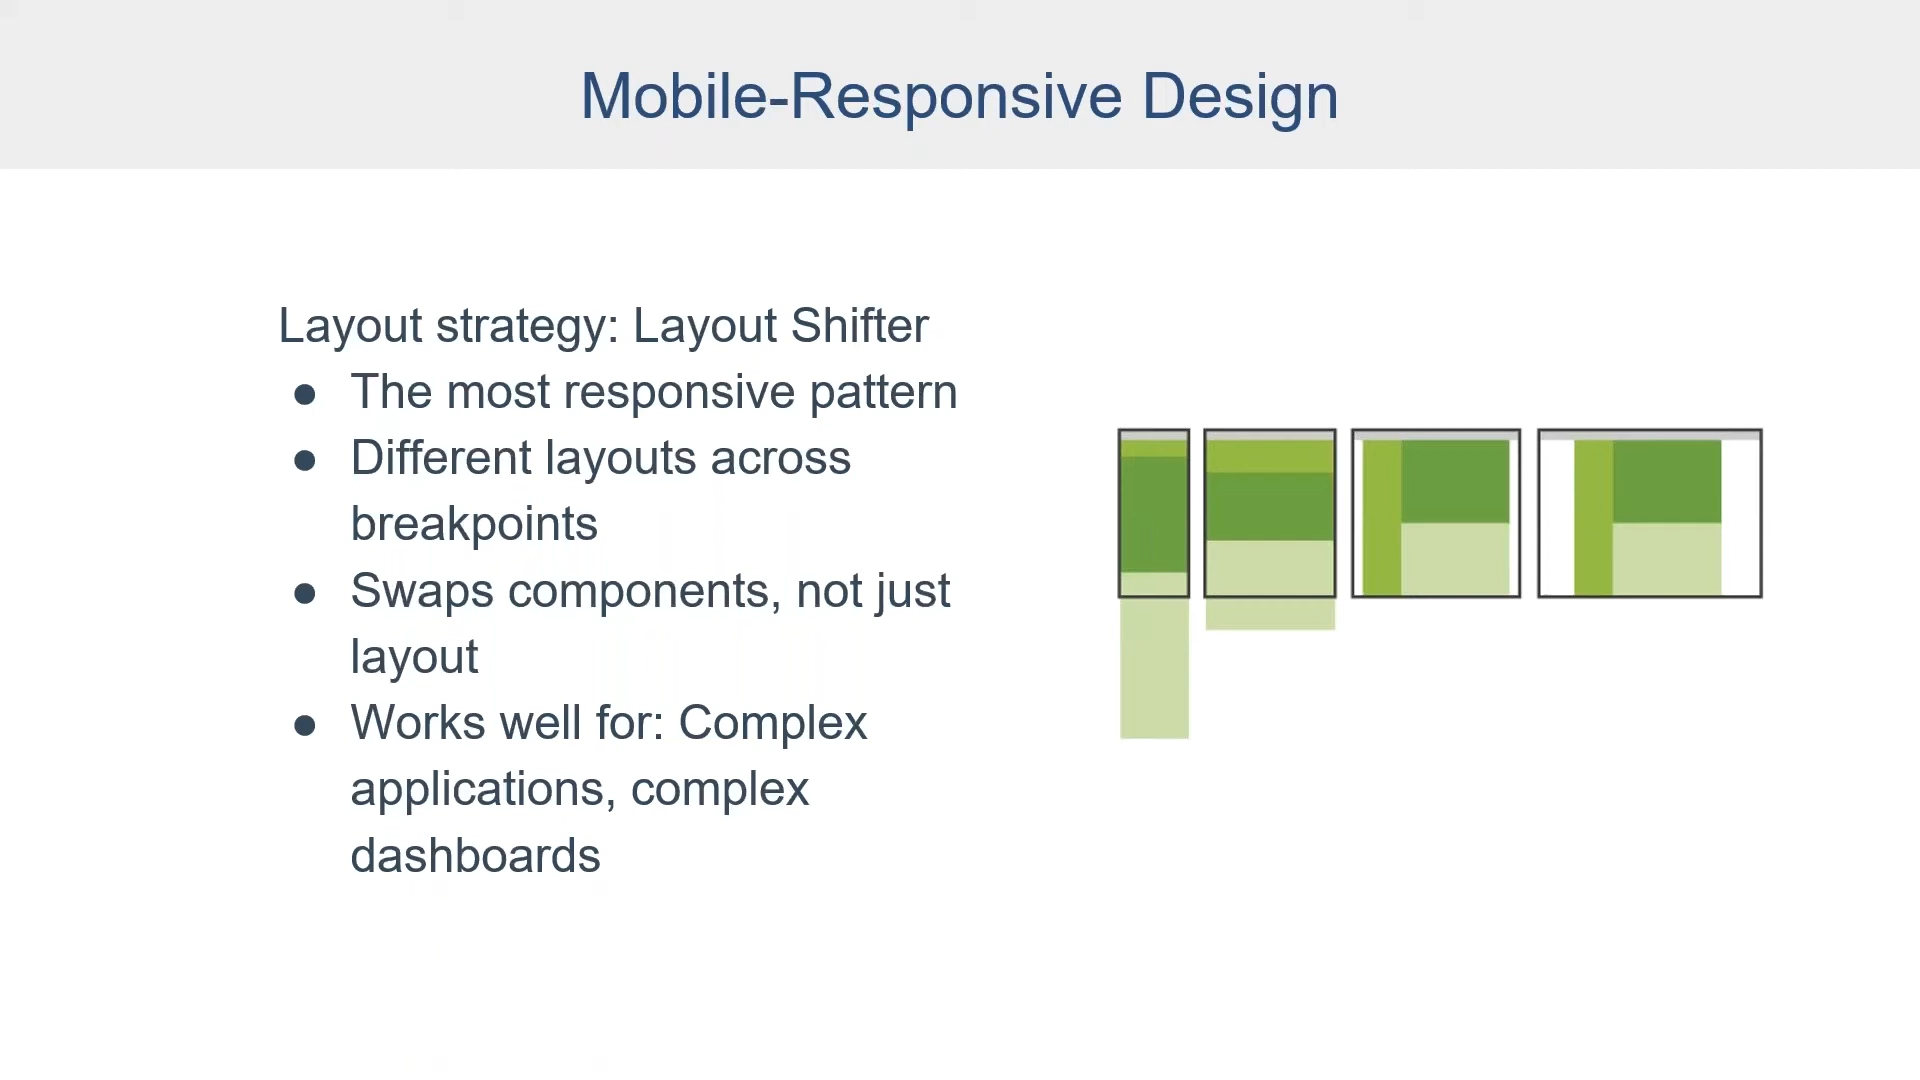 Mobile-Responsive Design
Layout strategy: Layout Shifter
● The most responsive pattern
● Different layouts across
breakpoints
● Swaps components, not just
layout
● Works well for: Complex
applications, complex
dashboards